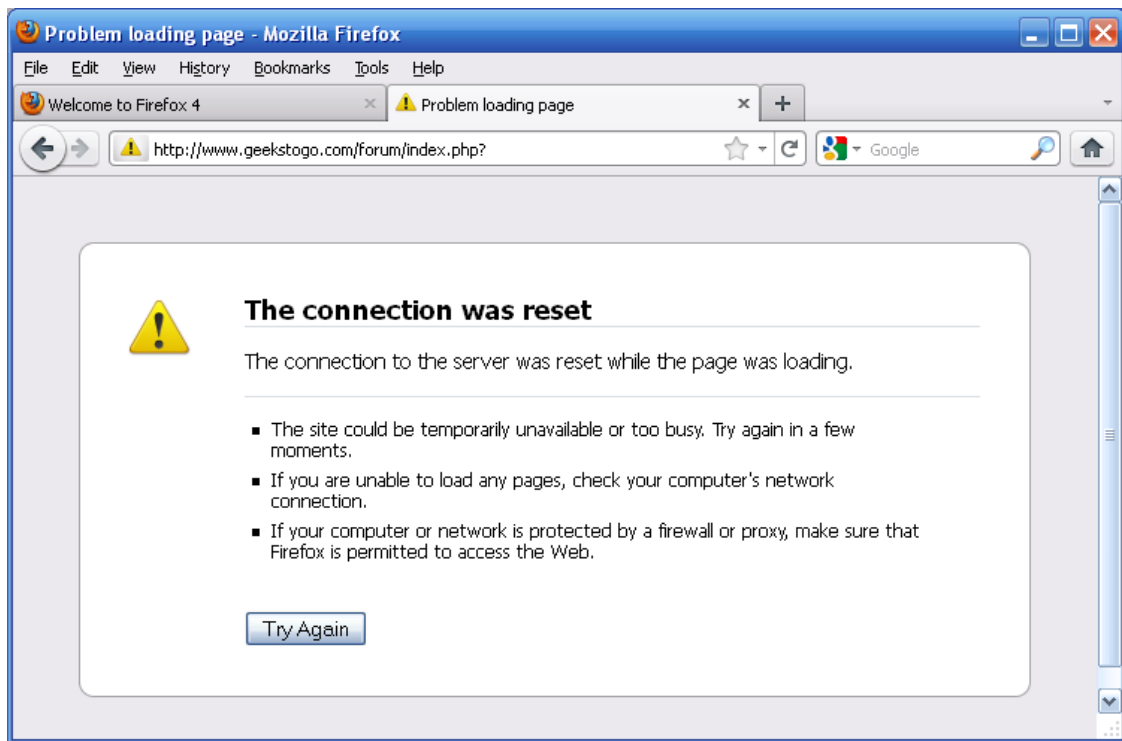 Problem loading page - Mozilla Firefox
File Edit View History Bookmarks Tools Help
Welcome to Firefox 4 Problem loading page
http://www.geekstogo.com/forum/index.php? Google
The connection was reset
The connection to the server was reset while the page was loading.
The site could be temporarily unavailable or too busy. Try again in a few
moments.
If you are unable to load any pages, check your computer's network
connection.
If your computer or network is protected by a firewall or proxy, make sure that
Firefox is permitted to access the Web.
Try Again